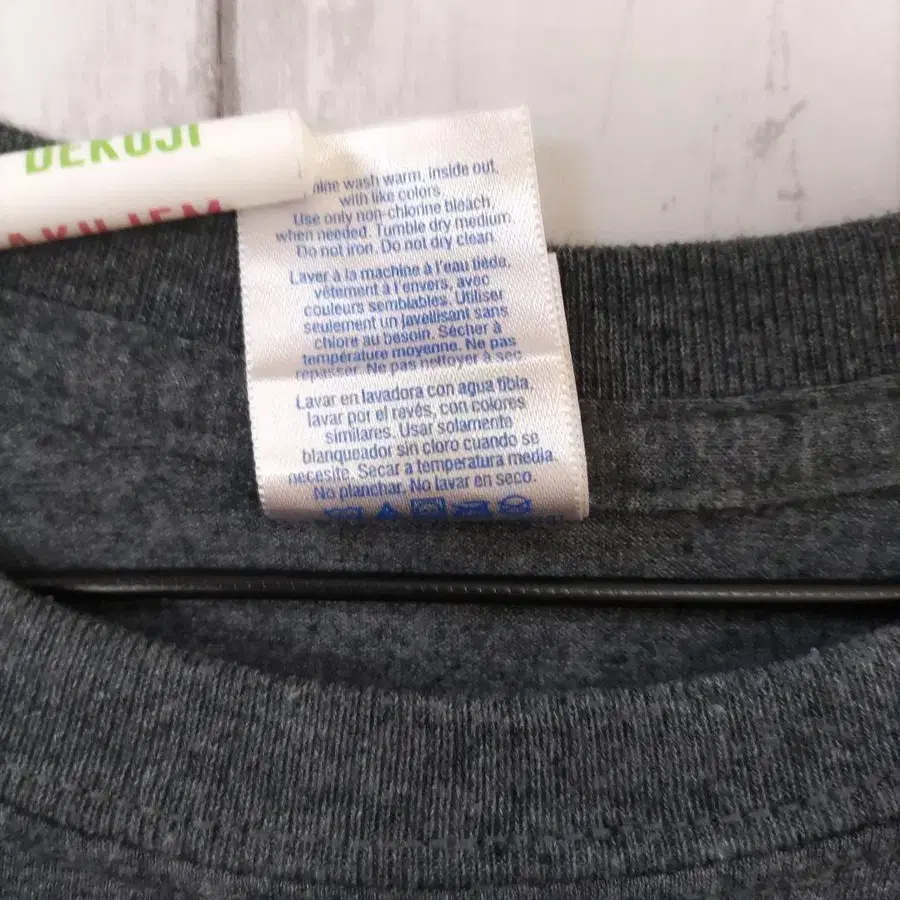 DEKUJI
hine wash warm, inside out,
with like colors
Use only non-chlorine bleach,
when needed. Tumble dry medium.
Do not iron. Do not dry clean.
Laver à la machine à l'eau tiède,
vêtement à l'envers, avec
couleurs semblables. Utiliser
seulement un javellisant sans
chlore au besoin. Sécher à
température moyenne. Ne pas
repasser. Ne pas nettoyer à sec
Lavar en lavadora con agua tibia,
lavar por el revés, con colores
similares. Usar solamente
blanqueador sin cloro cuando se
necesite. Secar a temperatura media.
No planchar. No lavar en seco.